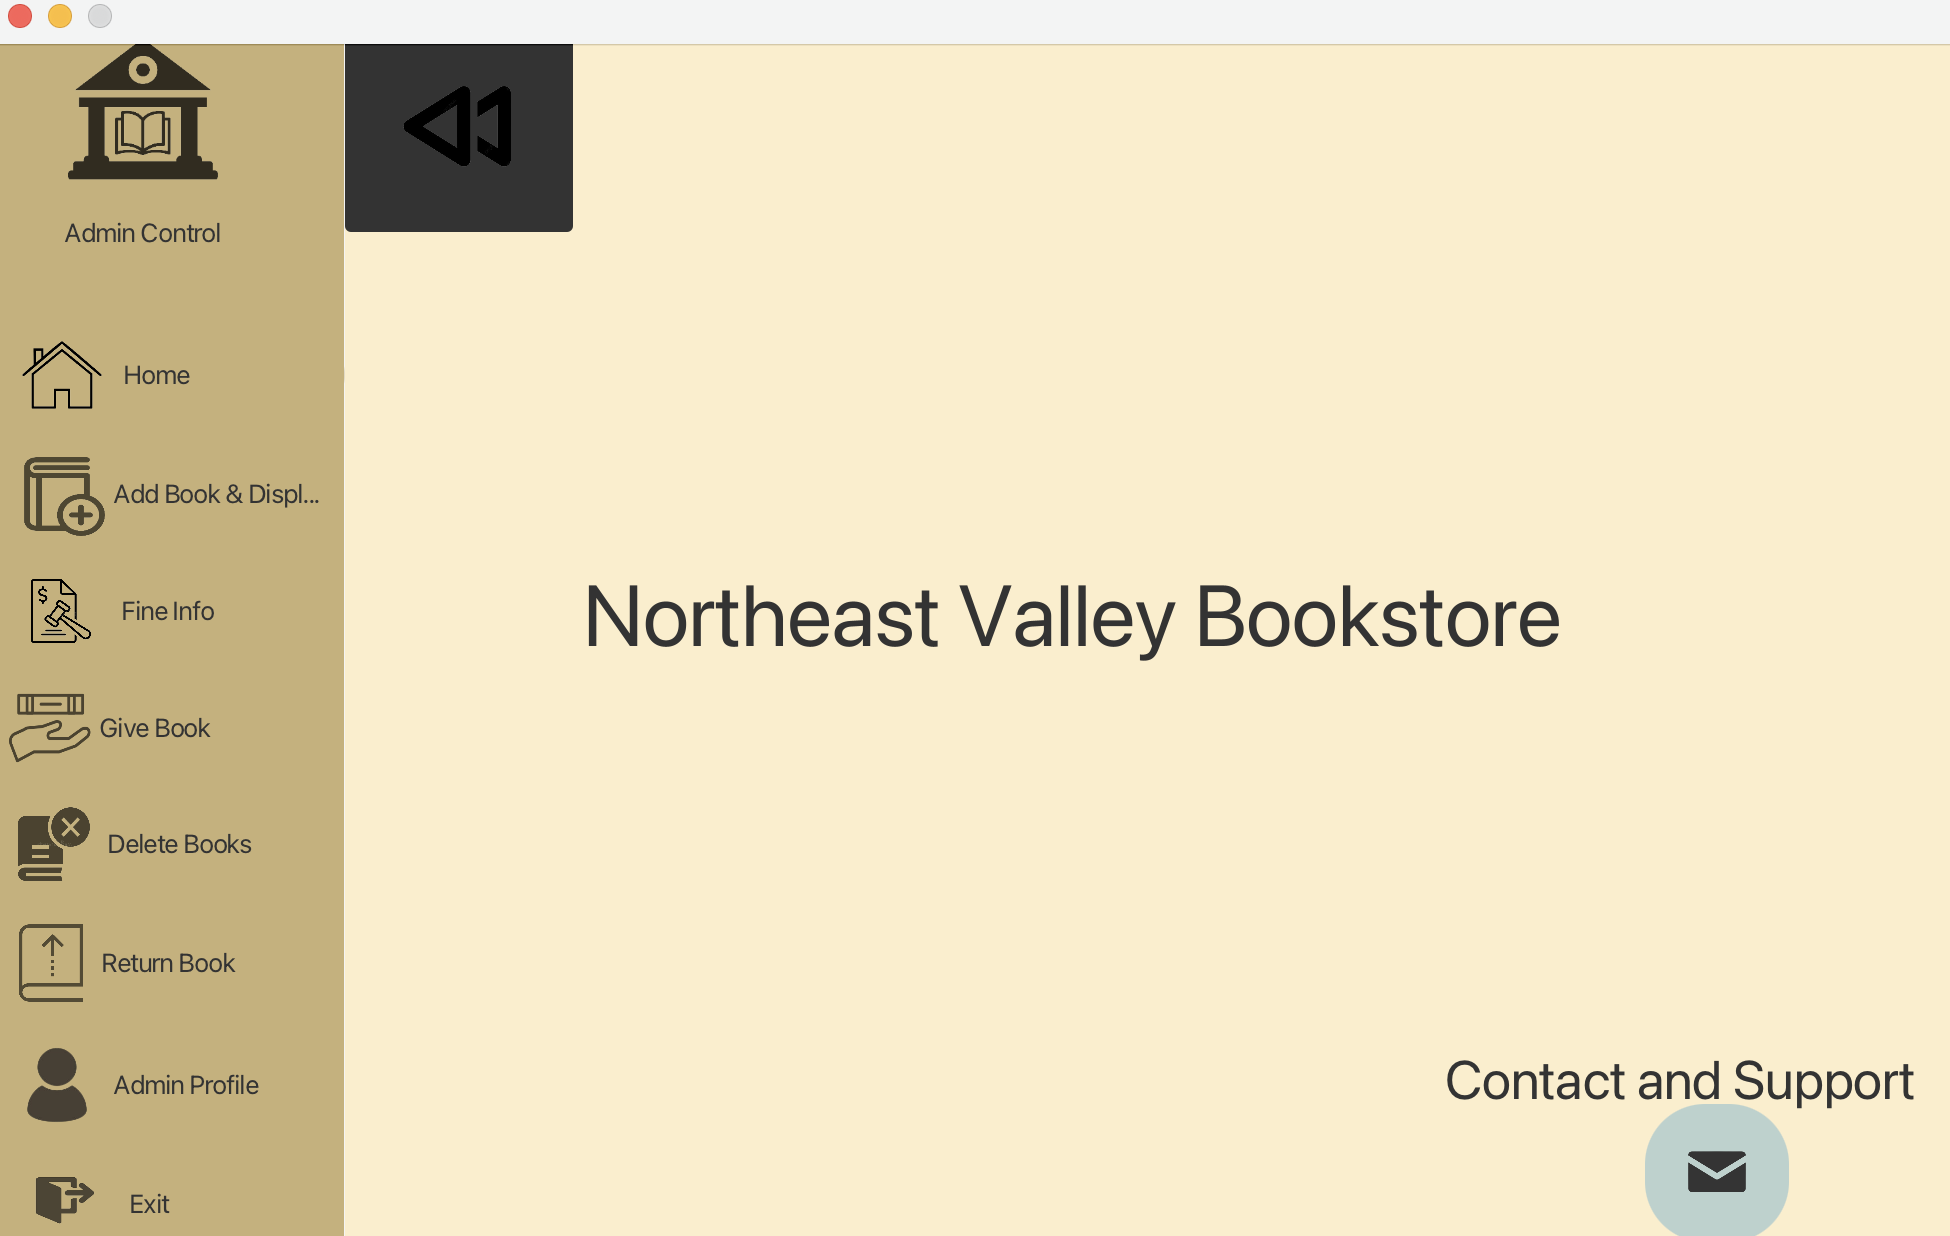 Admin Control
Home
Add Book & Displ...
Fine Info
$
Give Book
Delete Books
Return Book
Admin Profile
Exit
Northeast Valley Bookstore
Contact and Support